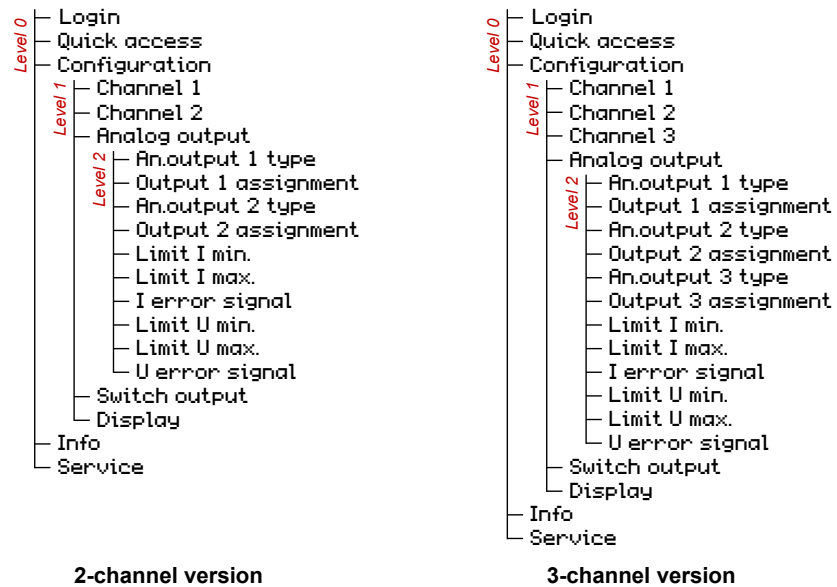 Level 0
Login
Quick access
Configuration
Level 1
Channel 1
Channel 2
Analog output
Level 2
An.output 1 type
Output 1 assignment
An.output 2 type
Output 2 assignment
Limit I min.
Limit I max.
I error signal
Limit U min.
Limit U max.
U error signal
Switch output
Display
Info
Service
2-channel version
Level 0
Login
Quick access
Configuration
Level 1
Channel 1
Channel 2
Channel 3
Analog output
Level 2
An.output 1 type
Output 1 assignment
An.output 2 type
Output 2 assignment
An.output 3 type
Output 3 assignment
Limit I min.
Limit I max.
I error signal
Limit U min.
Limit U max.
U error signal
Switch output
Display
Info
Service
3-channel version